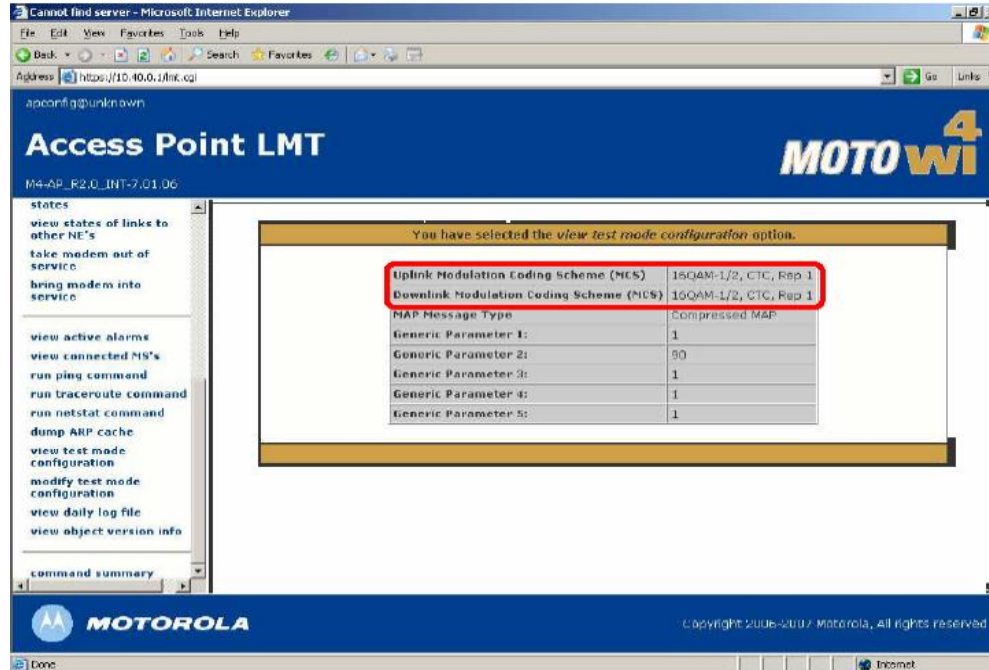 Cannot find server - Microsoft Internet Explorer
File Edit View Favorites Tools Help
Back Search Favorites
Address https://10.40.0.1/lmt.cgi Go Links
apconfig@unknown
Access Point LMT
MOTO wi 4
M4-AP_R2.0_INT-7.01.06
states
view states of links to
other NE's
take modem out of
service
bring modem into
service
view active alarms
view connected MS's
run ping command
run traceroute command
run netstat command
dump ARP cache
view test mode
configuration
modify test mode
configuration
view daily log file
view object version info
command summary
You have selected the view test mode configuration option.
Uplink Modulation Coding Scheme (MCS) 16QAM-1/2, CTC, Rep 1
Downlink Modulation Coding Scheme (MCS) 16QAM-1/2, CTC, Rep 1
MAP Message Type Compressed MAP
Generic Parameter 1: 1
Generic Parameter 2: 90
Generic Parameter 3: 1
Generic Parameter 4: 1
Generic Parameter 5: 1
MOTOROLA
Copyright 2006-2007 Motorola, All rights reserved
Done Internet